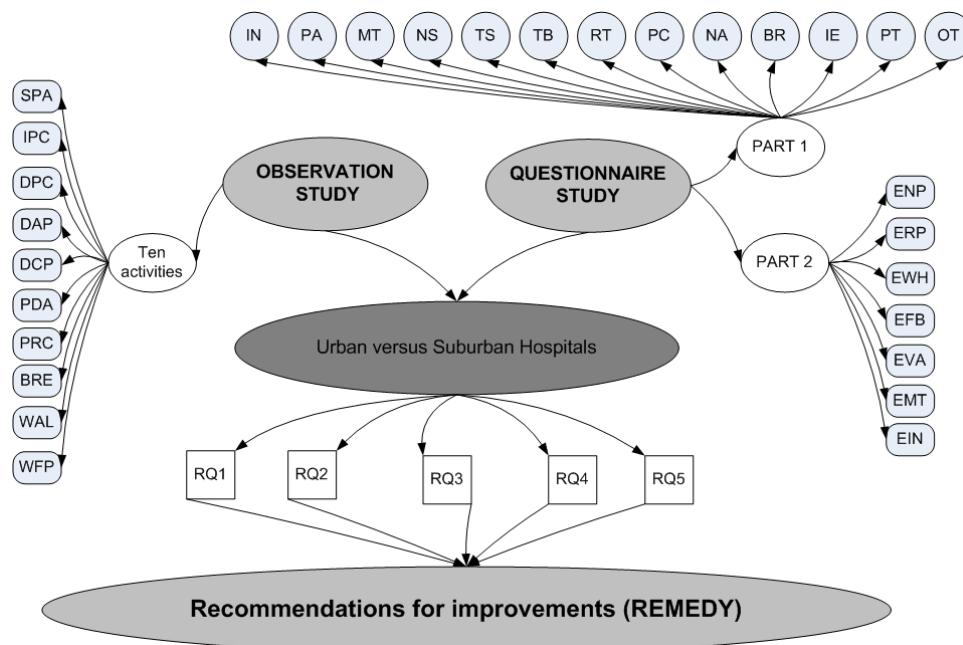 IN PA MT NS TS TB RT PC NA BR IE PT OT
SPA
IPC
DPC
DAP
DCP
PDA
PRC
BRE
WAL
WFP
Ten
activities
OBSERVATION
STUDY
QUESTIONNAIRE
STUDY
PART 1
PART 2
ENP
ERP
EWH
EFB
EVA
EMT
EIN
Urban versus Suburban Hospitals
RQ1 RQ2 RQ3 RQ4 RQ5
Recommendations for improvements (REMEDY)